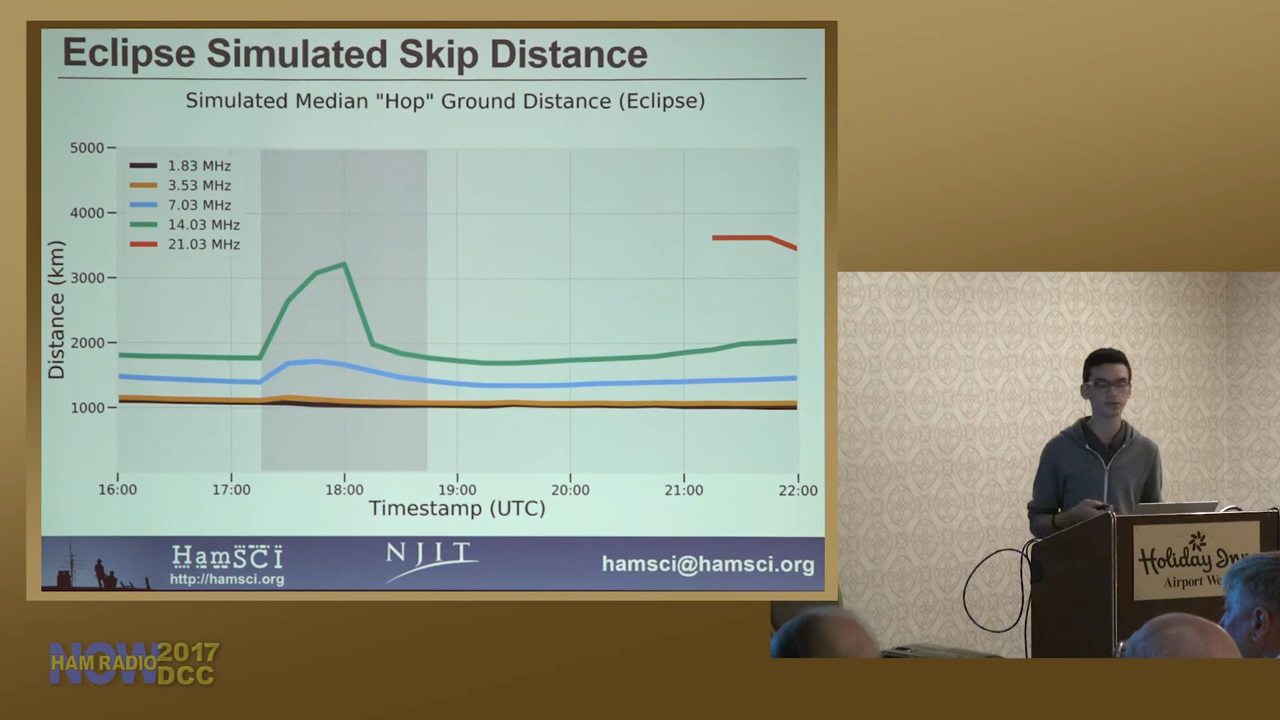 Eclipse Simulated Skip Distance
Simulated Median "Hop" Ground Distance (Eclipse)
5000
4000
3000
2000
1000
Distance (km)
1.83 MHz
3.53 MHz
7.03 MHz
14.03 MHz
21.03 MHz
16:00 17:00 18:00 19:00 20:00 21:00 22:00
Timestamp (UTC)
HamSCI
http://hamsci.org
NJIT
hamsci@hamsci.org
Holiday Inn
Airport We
NOW
HAM RADIO
2017
DCC